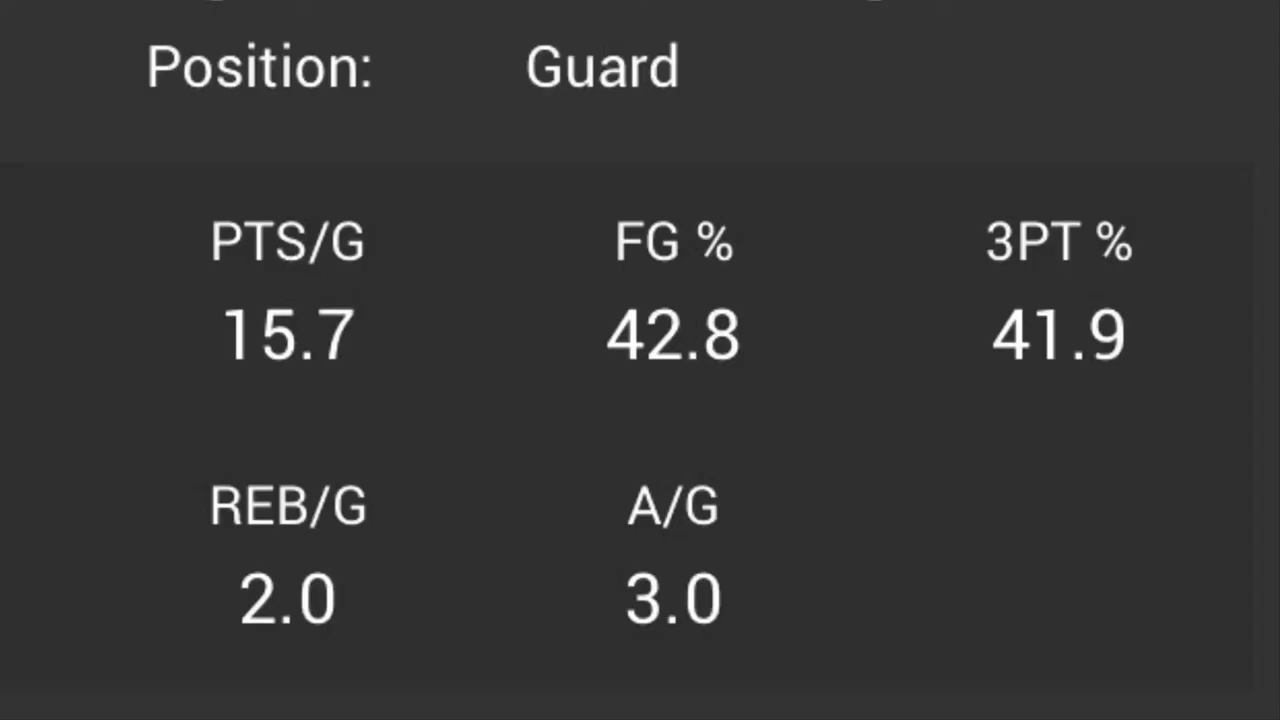 Position: Guard
PTS/G FG % 3PT %
15.7 42.8 41.9
REB/G A/G
2.0 3.0